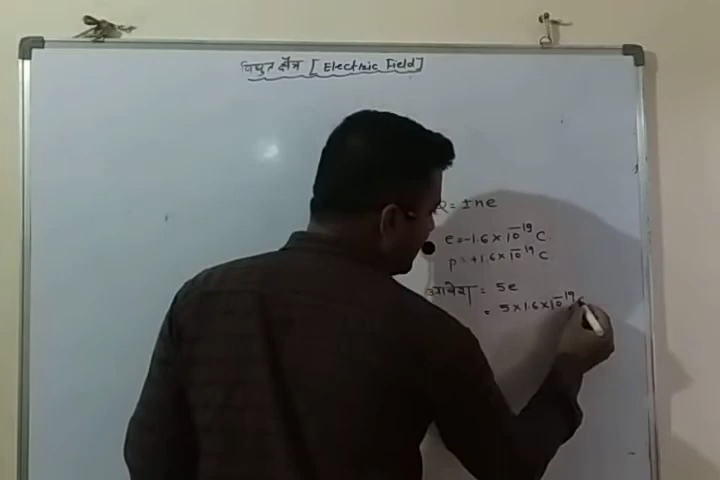 विद्युत क्षेत्र [Electric Field]
Q = ±ne
e = -1.6 × 10⁻¹⁹ C
p = +1.6 × 10⁻¹⁹ C
आवेश = 5e
= 5 × 1.6 × 10⁻¹⁹ C